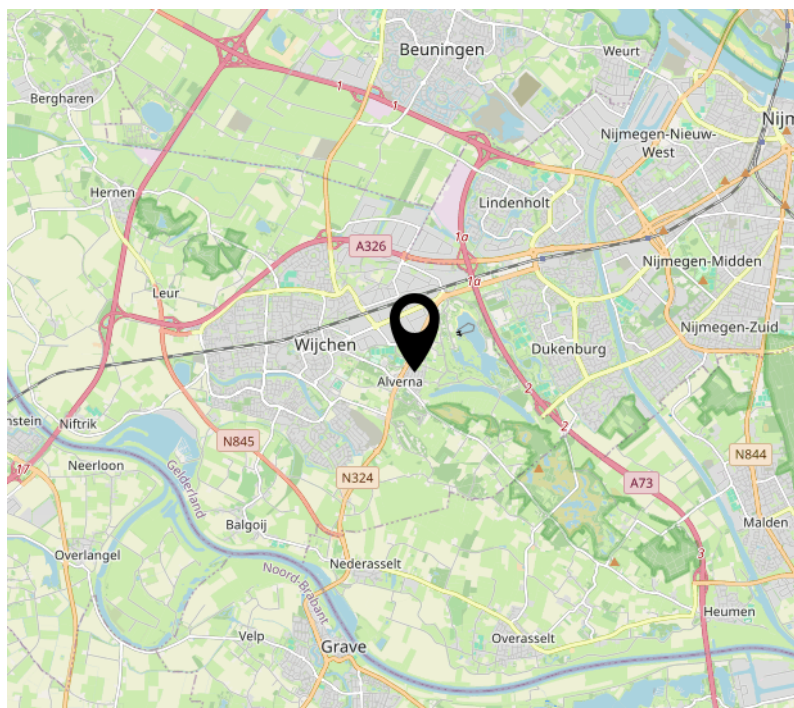 Beuningen
Weurt
Bergharen
1
1
Nijm
Nijmegen-Nieuw-
West
Hernen
Lindenholt
1a
A326
Nijmegen-Midden
1a
Leur
Nijmegen-Zuid
Wijchen
Dukenburg
Alverna
2
nstein
Niftrik
2
N845
N844
17
Neerloon
N324
A73
Gelderland
Malden
Balgoij
3
Overlangel
Nederasselt
Noord-Brabant
Heumen
Velp
Overasselt
Grave